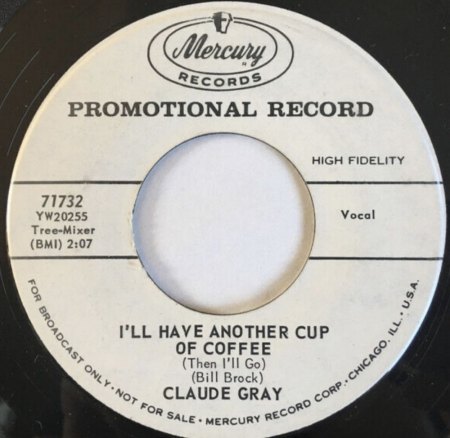 Mercury
RECORDS
PROMOTIONAL RECORD
HIGH FIDELITY
71732
YW20255
Tree-Mixer
(BMI) 2:07
Vocal
I'LL HAVE ANOTHER CUP
OF COFFEE
(Then I'll Go)
(Bill Brock)
CLAUDE GRAY
FOR BROADCAST ONLY • NOT FOR SALE • MERCURY RECORD CORP. • CHICAGO, ILL. • U.S.A.